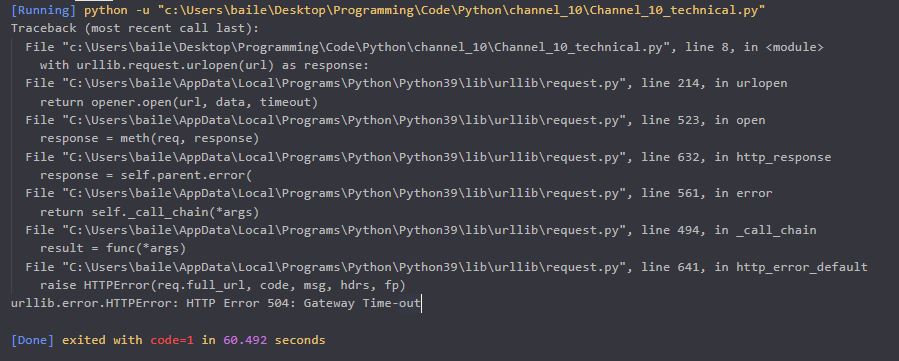 [Running] python -u "c:\Users\baile\Desktop\Programming\Code\Python\channel_10\Channel_10_technical.py"
Traceback (most recent call last):
  File "c:\Users\baile\Desktop\Programming\Code\Python\channel_10\Channel_10_technical.py", line 8, in <module>
    with urllib.request.urlopen(url) as response:
  File "C:\Users\baile\AppData\Local\Programs\Python\Python39\lib\urllib\request.py", line 214, in urlopen
    return opener.open(url, data, timeout)
  File "C:\Users\baile\AppData\Local\Programs\Python\Python39\lib\urllib\request.py", line 523, in open
    response = meth(req, response)
  File "C:\Users\baile\AppData\Local\Programs\Python\Python39\lib\urllib\request.py", line 632, in http_response
    response = self.parent.error(
  File "C:\Users\baile\AppData\Local\Programs\Python\Python39\lib\urllib\request.py", line 561, in error
    return self._call_chain(*args)
  File "C:\Users\baile\AppData\Local\Programs\Python\Python39\lib\urllib\request.py", line 494, in _call_chain
    result = func(*args)
  File "C:\Users\baile\AppData\Local\Programs\Python\Python39\lib\urllib\request.py", line 641, in http_error_default
    raise HTTPError(req.full_url, code, msg, hdrs, fp)
urllib.error.HTTPError: HTTP Error 504: Gateway Time-out
[Done] exited with code=1 in 60.492 seconds